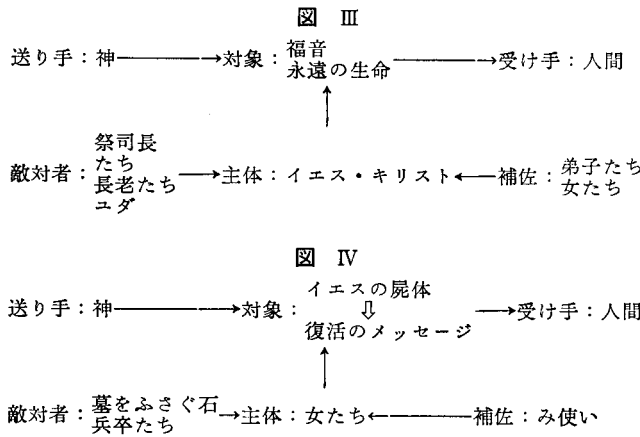 図 Ⅲ
送り手：神→対象：福音
永遠の生命→受け手：人間
↑
敵対者：祭司長
たち
長老たち
ユダ→主体：イエス・キリスト←補佐：弟子たち
女たち
図 Ⅳ
送り手：神→対象：イエスの屍体
⇩
復活のメッセージ→受け手：人間
↑
敵対者：墓をふさぐ石
兵卒たち→主体：女たち←補佐：み使い